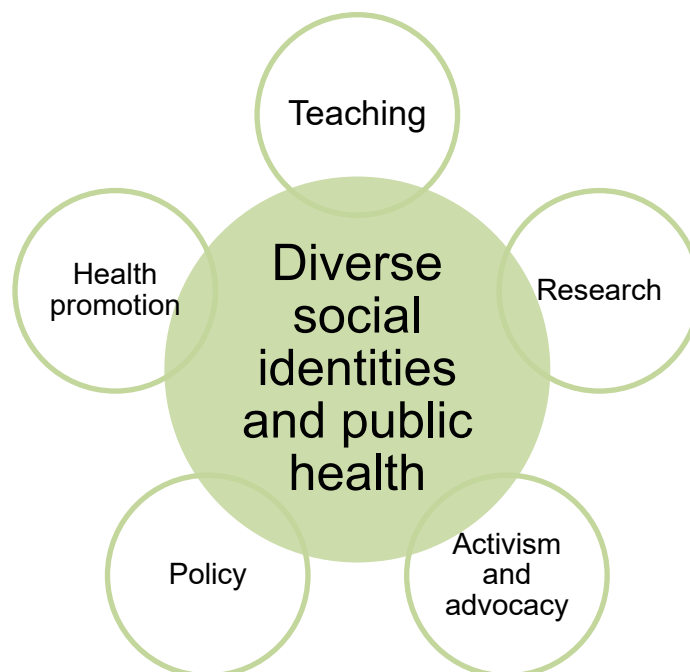 Teaching
Health
promotion
Diverse
social
identities
and public
health
Research
Policy
Activism
and
advocacy